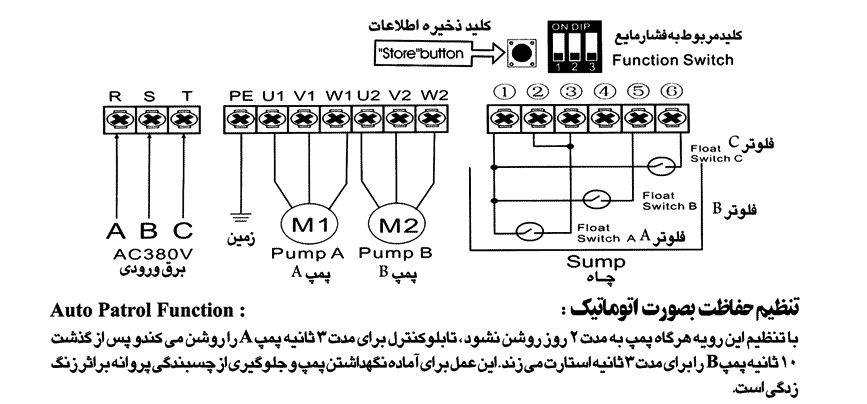 کلید ذخیره اطلاعات
"Store"button
ON DIP
1 2 3
کلیدمربوط به فشارمایع
Function Switch
R S T
PE U1 V1 W1 U2 V2 W2
① ② ③ ④ ⑤ ⑥
Float Switch C
فلوتر C
Float Switch B
فلوتر B
Float Switch A
فلوتر A
A B C
AC380V
برق ورودی
زمین
M1
Pump A
پمپ A
M2
Pump B
پمپ B
Sump
چاه
Auto Patrol Function :
تنظیم حفاظت بصورت اتوماتیک :
با تنظیم این رویه هرگاه پمپ به مدت ۲ روز روشن نشود، تابلو کنترل برای مدت ۳ ثانیه پمپ A را روشن می کندو پس از گذشت
۱۰ ثانیه پمپ B را برای مدت ۳ ثانیه استارت می زند. این عمل برای آماده نگهداشتن پمپ و جلوگیری از چسبندگی پروانه بر اثر زنگ
زدگی است.